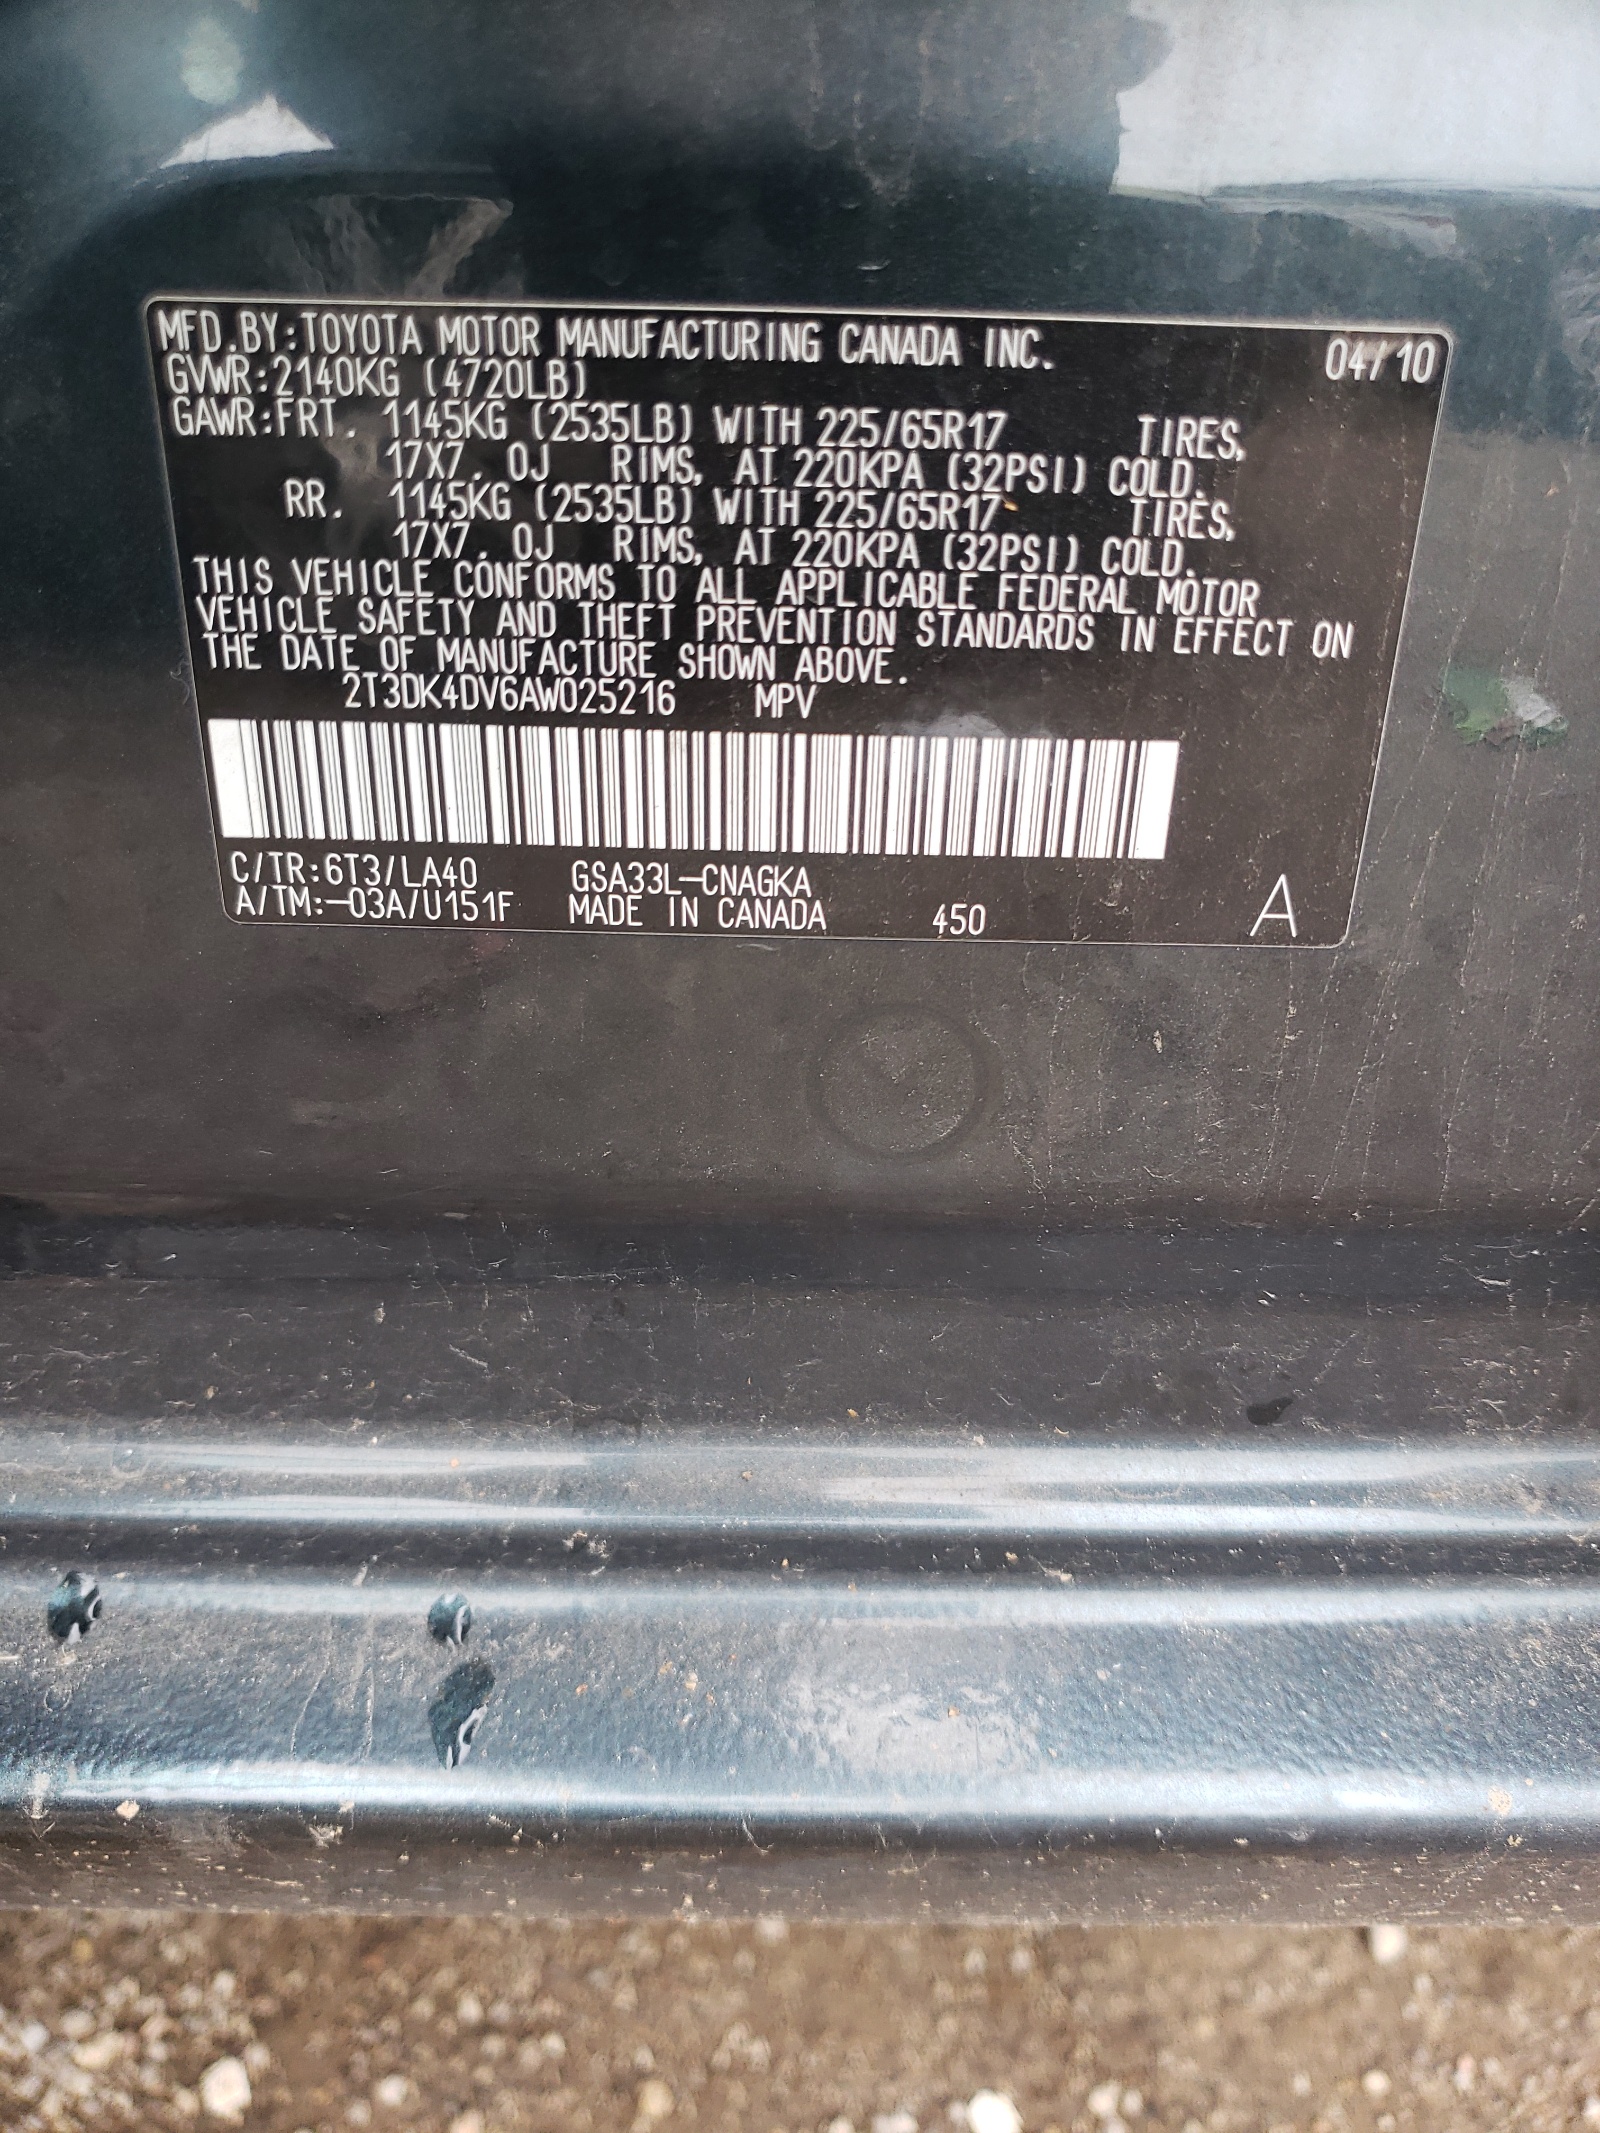 MFD.BY:TOYOTA MOTOR MANUFACTURING CANADA INC. 04/10
GVWR:2140KG (4720LB)
GAWR:FRT. 1145KG (2535LB) WITH 225/65R17 TIRES,
17X7.0J RIMS, AT 220KPA (32PSI) COLD.
RR. 1145KG (2535LB) WITH 225/65R17 TIRES,
17X7.0J RIMS, AT 220KPA (32PSI) COLD.
THIS VEHICLE CONFORMS TO ALL APPLICABLE FEDERAL MOTOR
VEHICLE SAFETY AND THEFT PREVENTION STANDARDS IN EFFECT ON
THE DATE OF MANUFACTURE SHOWN ABOVE.
2T3DK4DV6AW025216 MPV
C/TR:6T3/LA40 GSA33L-CNAGKA
A/TM:-03A/U151F MADE IN CANADA 450 A